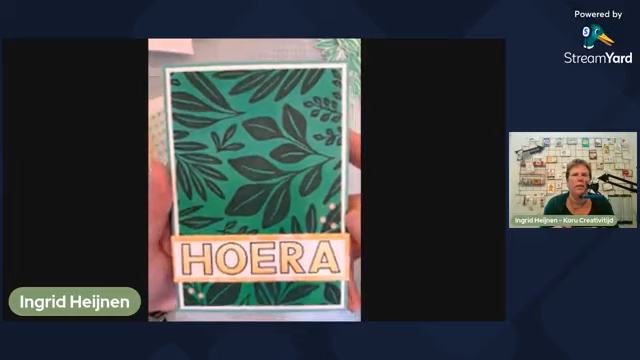 Powered by
StreamYard
HOERA
Ingrid Heijnen - Koru Creativitijd
Ingrid Heijnen